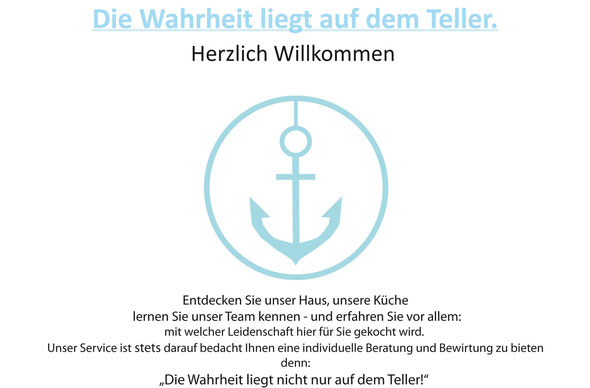 Die Wahrheit liegt auf dem Teller.
Herzlich Willkommen
Entdecken Sie unser Haus, unsere Küche
lernen Sie unser Team kennen - und erfahren Sie vor allem:
mit welcher Leidenschaft hier für Sie gekocht wird.
Unser Service ist stets darauf bedacht Ihnen eine individuelle Beratung und Bewirtung zu bieten
denn:
„Die Wahrheit liegt nicht nur auf dem Teller!“